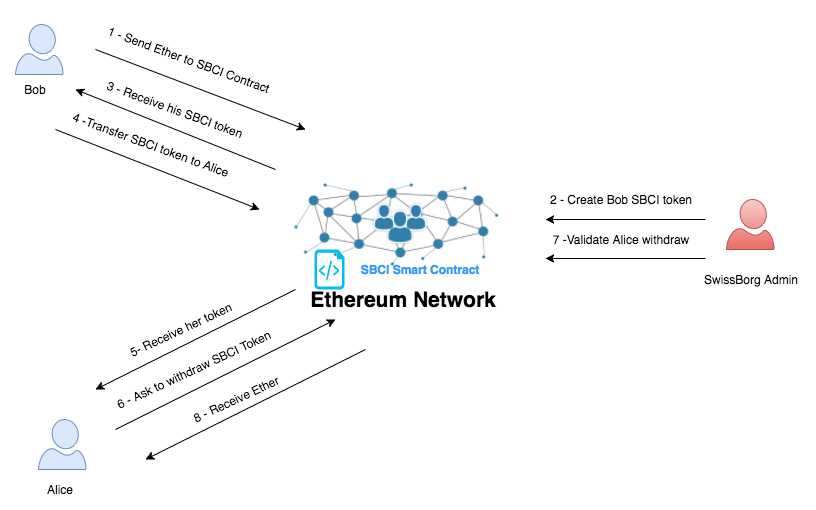 1 - Send Ether to SBCI Contract
Bob
3 - Receive his SBCI token
4 -Transfer SBCI token to Alice
2 - Create Bob SBCI token
7 -Validate Alice withdraw
</>
SBCI Smart Contract
SwissBorg Admin
Ethereum Network
5- Receive her token
6 - Ask to withdraw SBCI Token
8 - Receive Ether
Alice